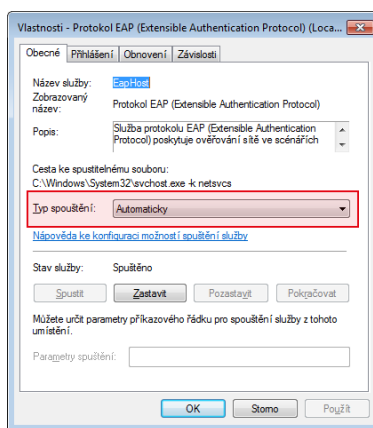 Vlastnosti - Protokol EAP (Extensible Authentication Protocol) (Loca...
Obecné Přihlášení Obnovení Závislosti
Název služby: EapHost
Zobrazovaný název: Protokol EAP (Extensible Authentication Protocol)
Popis: Služba protokolu EAP (Extensible Authentication
Protocol) poskytuje ověřování sítě ve scénářích
Cesta ke spustitelnému souboru:
C:\Windows\System32\svchost.exe -k netsvcs
Typ spouštění: Automaticky
Nápověda ke konfiguraci možností spuštění služby
Stav služby: Spuštěno
Spustit Zastavit Pozastavit Pokračovat
Můžete určit parametry příkazového řádku pro spouštění služby z tohoto
umístění.
Parametry spuštění:
OK Storno Použít